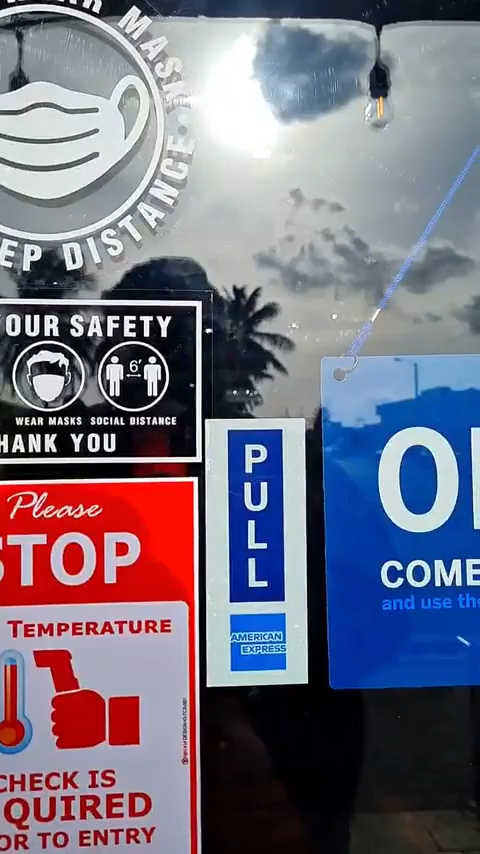 MASK
EP DISTANCE
OUR SAFETY
6'
WEAR MASKS SOCIAL DISTANCE
HANK YOU
Please
STOP
TEMPERATURE
CHECK IS
QUIRED
OR TO ENTRY
PULL
AMERICAN
EXPRESS
COME
and use the